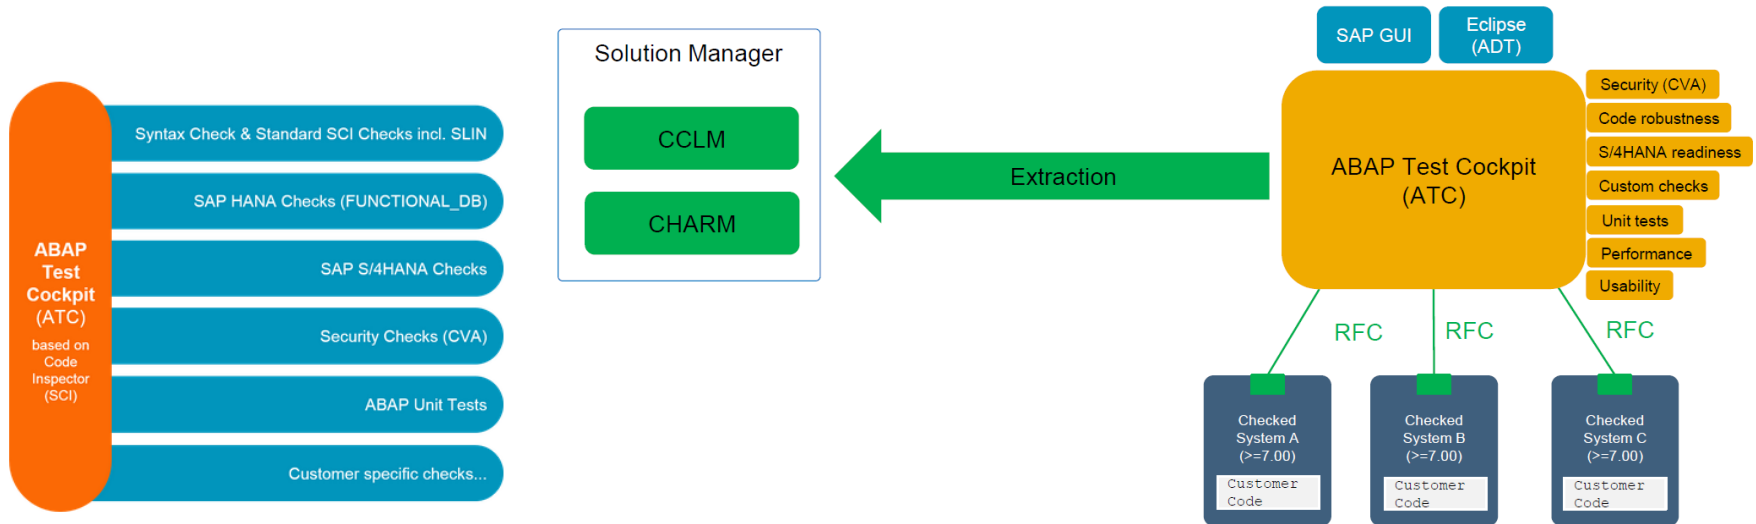 ABAP
Test
Cockpit
(ATC)
based on
Code
Inspector
(SCI)
Syntax Check & Standard SCI Checks incl. SLIN
SAP HANA Checks (FUNCTIONAL_DB)
SAP S/4HANA Checks
Security Checks (CVA)
ABAP Unit Tests
Customer specific checks...
Solution Manager
CCLM
CHARM
Extraction
SAP GUI
Eclipse
(ADT)
ABAP Test Cockpit
(ATC)
Security (CVA)
Code robustness
S/4HANA readiness
Custom checks
Unit tests
Performance
Usability
RFC
RFC
RFC
Checked
System A
(>=7.00)
Customer
Code
Checked
System B
(>=7.00)
Customer
Code
Checked
System C
(>=7.00)
Customer
Code